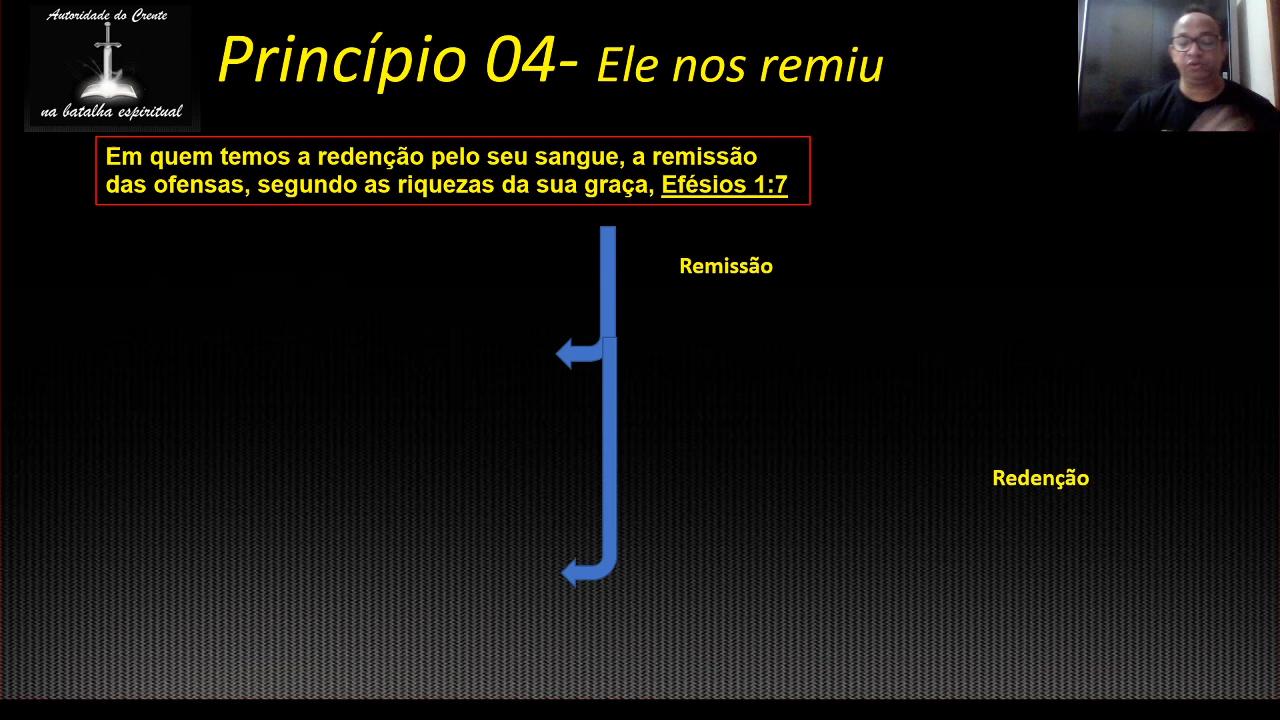 Autoridade do Crente
na batalha espiritual
Princípio 04- Ele nos remiu
Em quem temos a redenção pelo seu sangue, a remissão
das ofensas, segundo as riquezas da sua graça, Efésios 1:7
Remissão
Redenção